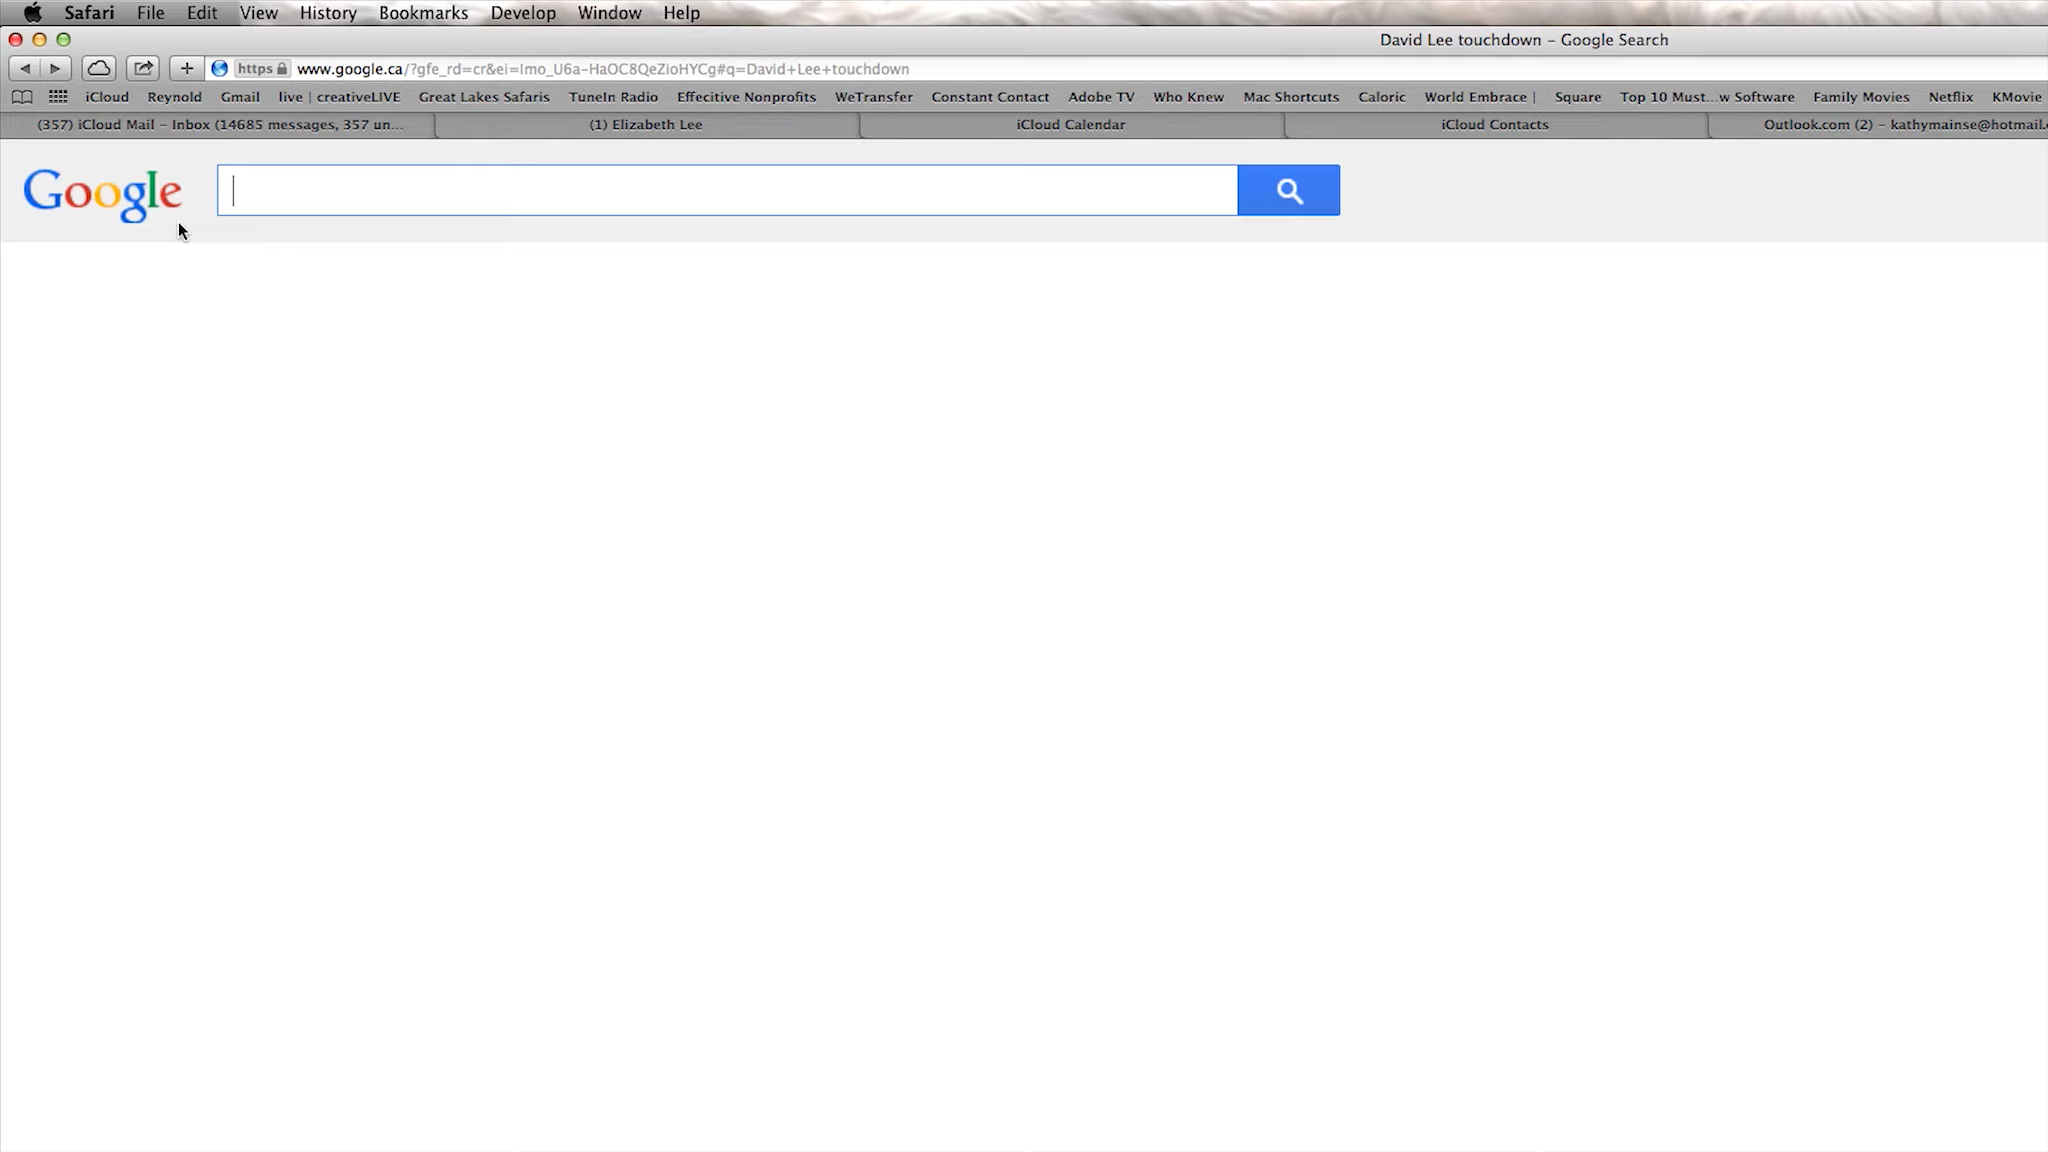 Safari File Edit View History Bookmarks Develop Window Help
David Lee touchdown – Google Search
https www.google.ca/?gfe_rd=cr&ei=Imo_U6a-HaOC8QeZioHYCg#q=David+Lee+touchdown
iCloud Reynold Gmail live | creativeLIVE Great Lakes Safaris TuneIn Radio Effecitive Nonprofits WeTransfer Constant Contact Adobe TV Who Knew Mac Shortcuts Caloric World Embrace | Square Top 10 Must...w Software Family Movies Netflix KMovie
(357) iCloud Mail – Inbox (14685 messages, 357 un... (1) Elizabeth Lee iCloud Calendar iCloud Contacts Outlook.com (2) – kathymainse@hotmail.
Google